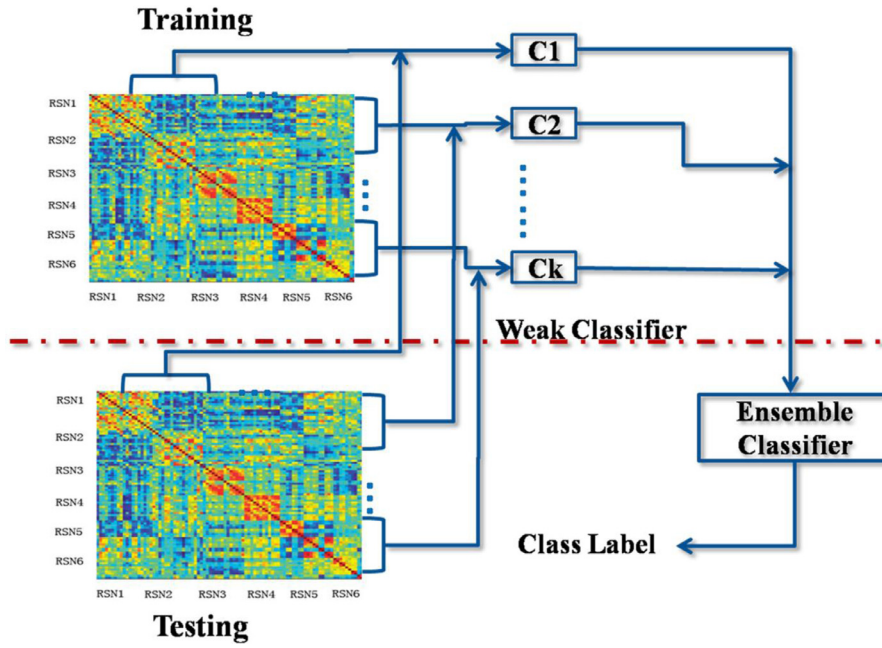 Training
C1
RSN1
RSN2
RSN3
RSN4
RSN5
RSN6
RSN1 RSN2 RSN3 RSN4 RSN5 RSN6
C2
Ck
Weak Classifier
RSN1
RSN2
RSN3
RSN4
RSN5
RSN6
RSN1 RSN2 RSN3 RSN4 RSN5 RSN6
Testing
Ensemble
Classifier
Class Label